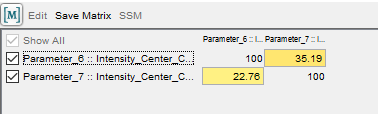 [M] Edit Save Matrix SSM
Show All Parameter_6 :: I... Parameter_7 :: I...
Parameter_6 :: Intensity_Center_C... 100 35.19
Parameter_7 :: Intensity_Center_C... 22.76 100